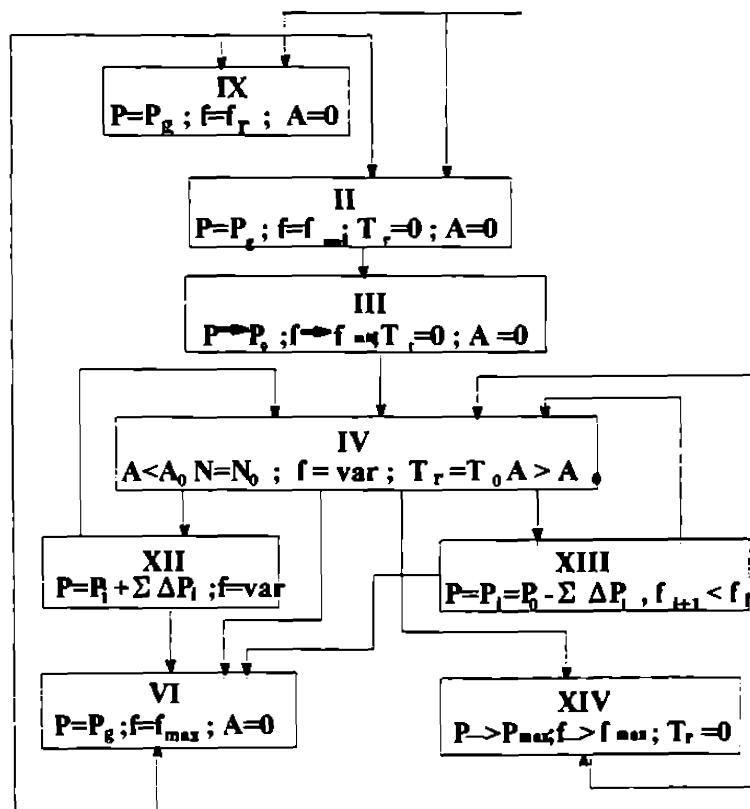 IX
P=P_g ; f=f_r ; A=0
II
P=P_g ; f=f ; T_r=0 ; A=0
III
P→P ; f→f ; T_r=0 ; A=0
IV
A<A_0 N=N_0 ; f = var ; T_r=T_0 A > A
XII
P=P_i + Σ ΔP_i ; f=var
XIII
P=P_i=P_0 - Σ ΔP_i , f_{i+1} < f
VI
P=P_g ; f=f_max ; A=0
XIV
P–>P_max; f–>f_max ; T_r=0